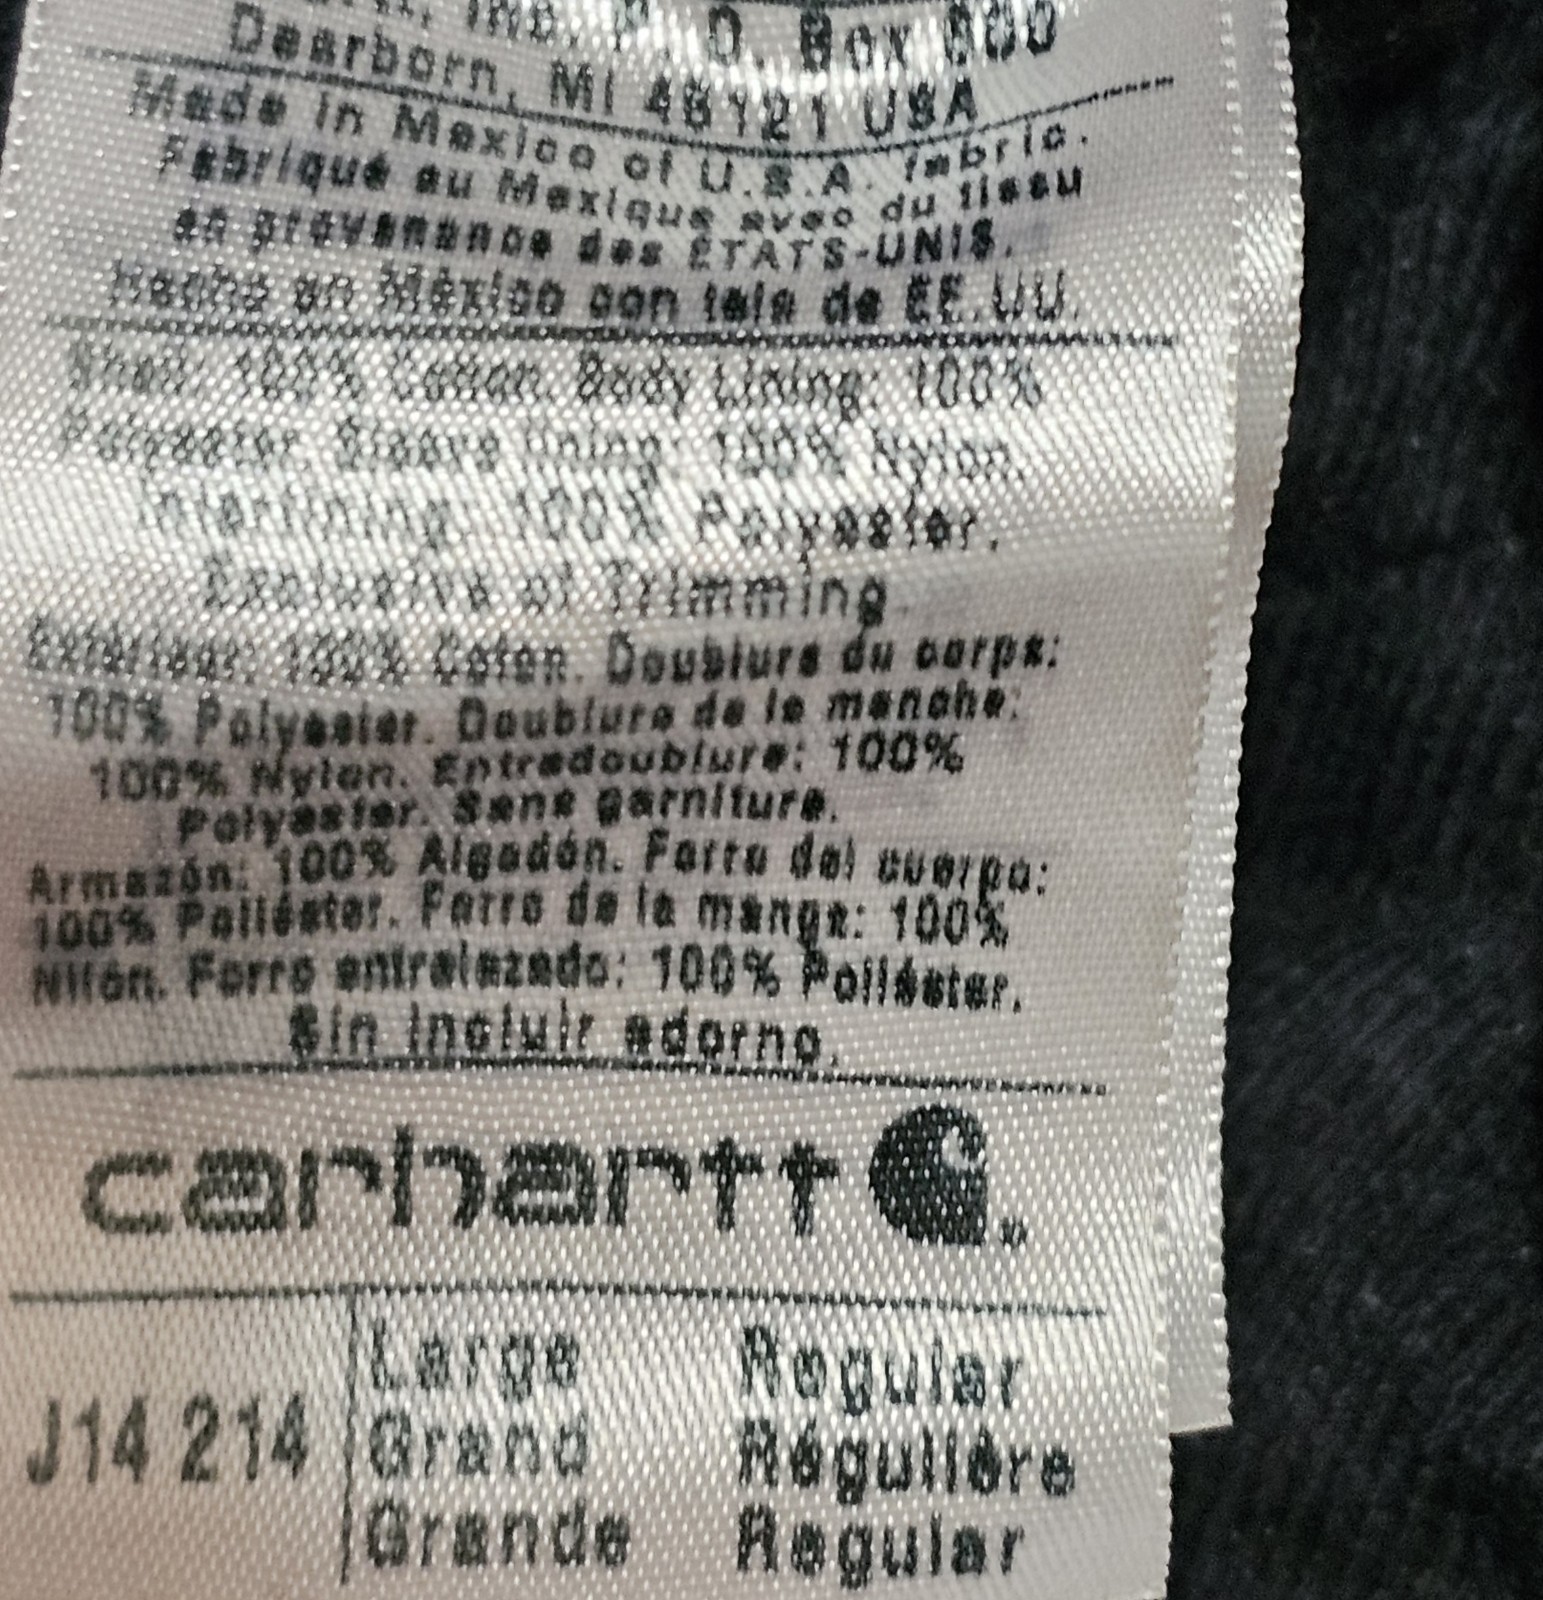 Inc. P.O. Box 600
Dearborn, MI 48121 USA
Made in Mexico of U.S.A. fabric.
Fabriqué au Mexique avec du tissu
en provenance des ÉTATS-UNIS.
Hecho en México con tela de EE.UU.
Shell: 100% Cotton. Body Lining: 100%
Polyester. Sleeve lining: 100% Nylon.
Interlining: 100% Polyester.
Exclusive of Trimming.
Extérieur: 100% Coton. Doublure du corps:
100% Polyester. Doublure de la manche:
100% Nylon. Entredoublure: 100%
Polyester. Sans garniture.
Armazón: 100% Algodón. Forro del cuerpo:
100% Poliéster. Forro de la manga: 100%
Nilón. Forro entrelazado: 100% Poliéster.
Sin incluir adorno.
carhartt
J14 214
Large Regular
Grand Régulière
Grande Regular